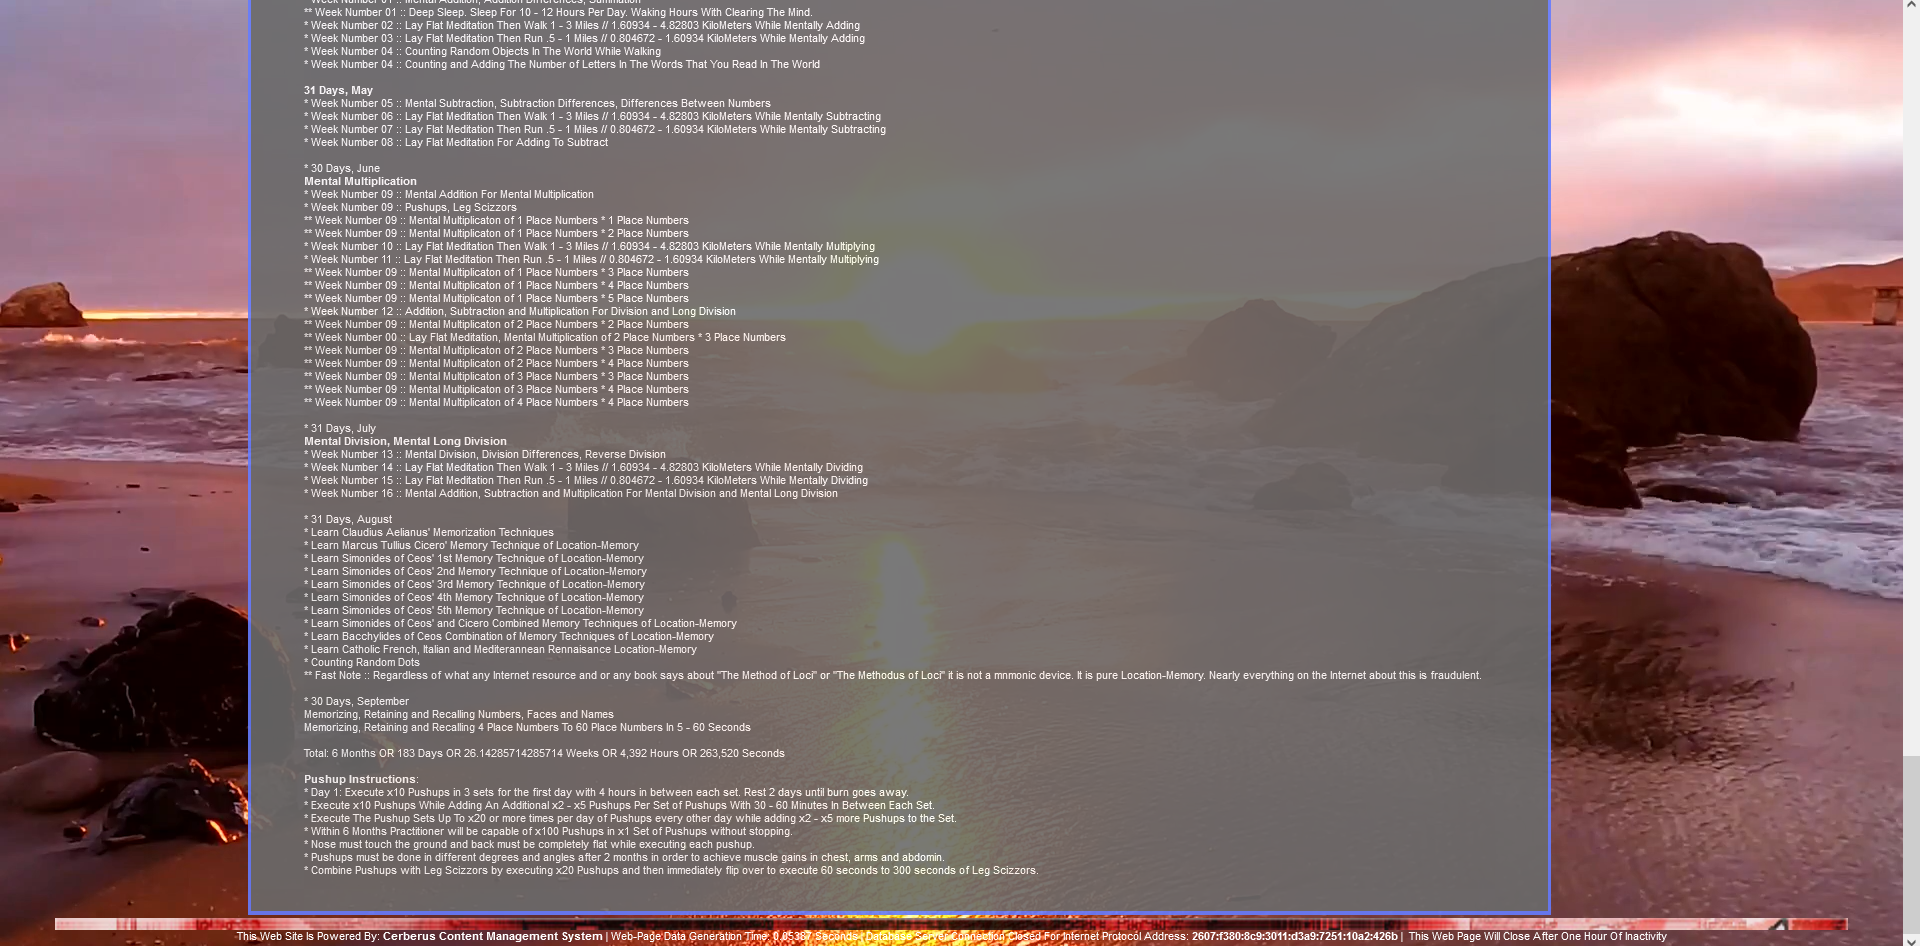 ** Week Number 01 :: Deep Sleep. Sleep For 10 - 12 Hours Per Day. Waking Hours With Clearing The Mind.
* Week Number 02 :: Lay Flat Meditation Then Walk 1 - 3 Miles // 1.60934 - 4.82803 KiloMeters While Mentally Adding
* Week Number 03 :: Lay Flat Meditation Then Run .5 - 1 Miles // 0.804672 - 1.60934 KiloMeters While Mentally Adding
* Week Number 04 :: Counting Random Objects In The World While Walking
* Week Number 04 :: Counting and Adding The Number of Letters In The Words That You Read In The World
31 Days, May
* Week Number 05 :: Mental Subtraction, Subtraction Differences, Differences Between Numbers
* Week Number 06 :: Lay Flat Meditation Then Walk 1 - 3 Miles // 1.60934 - 4.82803 KiloMeters While Mentally Subtracting
* Week Number 07 :: Lay Flat Meditation Then Run .5 - 1 Miles // 0.804672 - 1.60934 KiloMeters While Mentally Subtracting
* Week Number 08 :: Lay Flat Meditation For Adding To Subtract
* 30 Days, June
Mental Multiplication
* Week Number 09 :: Mental Addition For Mental Multiplication
* Week Number 09 :: Pushups, Leg Scizzors
** Week Number 09 :: Mental Multiplicaton of 1 Place Numbers * 1 Place Numbers
** Week Number 09 :: Mental Multiplicaton of 1 Place Numbers * 2 Place Numbers
* Week Number 10 :: Lay Flat Meditation Then Walk 1 - 3 Miles // 1.60934 - 4.82803 KiloMeters While Mentally Multiplying
* Week Number 11 :: Lay Flat Meditation Then Run .5 - 1 Miles // 0.804672 - 1.60934 KiloMeters While Mentally Multiplying
** Week Number 09 :: Mental Multiplicaton of 1 Place Numbers * 3 Place Numbers
** Week Number 09 :: Mental Multiplicaton of 1 Place Numbers * 4 Place Numbers
** Week Number 09 :: Mental Multiplicaton of 1 Place Numbers * 5 Place Numbers
* Week Number 12 :: Addition, Subtraction and Multiplication For Division and Long Division
** Week Number 09 :: Mental Multiplicaton of 2 Place Numbers * 2 Place Numbers
** Week Number 00 :: Lay Flat Meditation, Mental Multiplication of 2 Place Numbers * 3 Place Numbers
** Week Number 09 :: Mental Multiplicaton of 2 Place Numbers * 3 Place Numbers
** Week Number 09 :: Mental Multiplicaton of 2 Place Numbers * 4 Place Numbers
** Week Number 09 :: Mental Multiplicaton of 3 Place Numbers * 3 Place Numbers
** Week Number 09 :: Mental Multiplicaton of 3 Place Numbers * 4 Place Numbers
** Week Number 09 :: Mental Multiplicaton of 4 Place Numbers * 4 Place Numbers
* 31 Days, July
Mental Division, Mental Long Division
* Week Number 13 :: Mental Division, Division Differences, Reverse Division
* Week Number 14 :: Lay Flat Meditation Then Walk 1 - 3 Miles // 1.60934 - 4.82803 KiloMeters While Mentally Dividing
* Week Number 15 :: Lay Flat Meditation Then Run .5 - 1 Miles // 0.804672 - 1.60934 KiloMeters While Mentally Dividing
* Week Number 16 :: Mental Addition, Subtraction and Multiplication For Mental Division and Mental Long Division
* 31 Days, August
* Learn Claudius Aelianus' Memorization Techniques
* Learn Marcus Tullius Cicero' Memory Technique of Location-Memory
* Learn Simonides of Ceos' 1st Memory Technique of Location-Memory
* Learn Simonides of Ceos' 2nd Memory Technique of Location-Memory
* Learn Simonides of Ceos' 3rd Memory Technique of Location-Memory
* Learn Simonides of Ceos' 4th Memory Technique of Location-Memory
* Learn Simonides of Ceos' 5th Memory Technique of Location-Memory
* Learn Simonides of Ceos' and Cicero Combined Memory Techniques of Location-Memory
* Learn Bacchylides of Ceos Combination of Memory Techniques of Location-Memory
* Learn Catholic French, Italian and Mediterannean Rennaisance Location-Memory
* Counting Random Dots
** Fast Note :: Regardless of what any Internet resource and or any book says about "The Method of Loci" or "The Methodus of Loci" it is not a mnmonic device. It is pure Location-Memory. Nearly everything on the Internet about this is fraudulent.
* 30 Days, September
Memorizing, Retaining and Recalling Numbers, Faces and Names
Memorizing, Retaining and Recalling 4 Place Numbers To 60 Place Numbers In 5 - 60 Seconds
Total: 6 Months OR 183 Days OR 26.14285714285714 Weeks OR 4,392 Hours OR 263,520 Seconds
Pushup Instructions:
* Day 1: Execute x10 Pushups in 3 sets for the first day with 4 hours in between each set. Rest 2 days until burn goes away.
* Execute x10 Pushups While Adding An Additional x2 - x5 Pushups Per Set of Pushups With 30 - 60 Minutes In Between Each Set.
* Execute The Pushup Sets Up To x20 or more times per day of Pushups every other day while adding x2 - x5 more Pushups to the Set.
* Within 6 Months Practitioner will be capable of x100 Pushups in x1 Set of Pushups without stopping.
* Nose must touch the ground and back must be completely flat while executing each pushup.
* Pushups must be done in different degrees and angles after 2 months in order to achieve muscle gains in chest, arms and abdomin.
* Combine Pushups with Leg Scizzors by executing x20 Pushups and then immediately flip over to execute 60 seconds to 300 seconds of Leg Scizzors.
This Web Site Is Powered By: Cerberus Content Management System | Web-Page Data Generation Time: 0.05387 Seconds | Database Server Connection Closed For Internet Protocol Address: 2607:f380:8c9:3011:d3a9:7251:10a2:426b | This Web Page Will Close After One Hour Of Inactivity